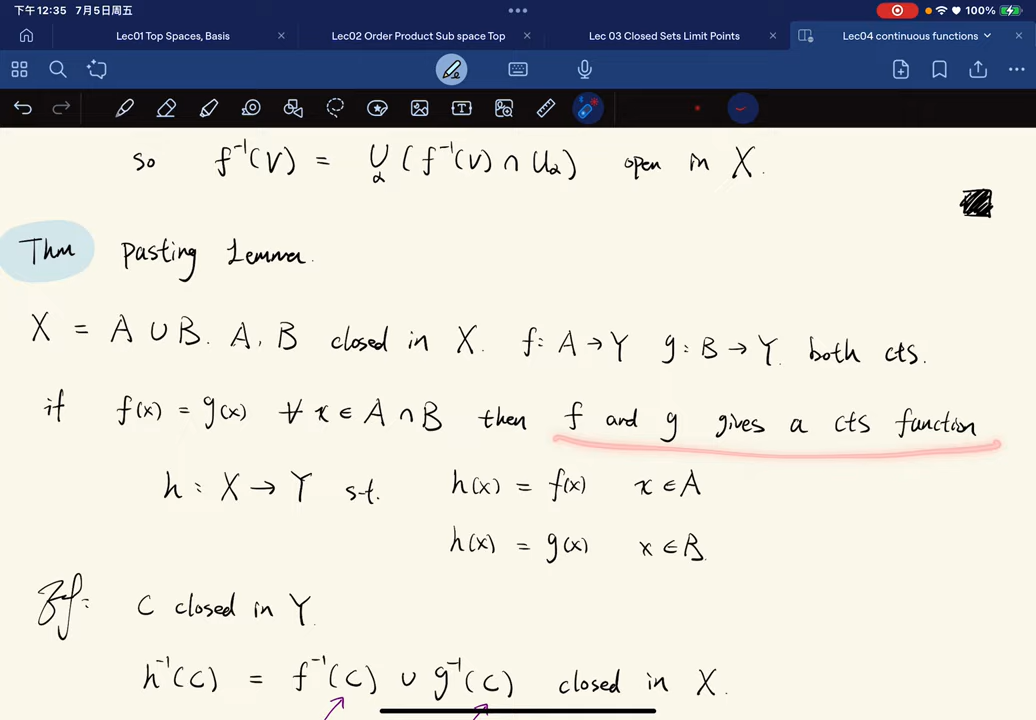 下午12:35 7月5日周五
100%
Lec01 Top Spaces, Basis
Lec02 Order Product Sub space Top
Lec 03 Closed Sets Limit Points
Lec04 continuous functions
so f⁻¹(V) = ⋃_α (f⁻¹(V) ∩ U_α) open in X.
Thm Pasting Lemma.
X = A ∪ B. A, B closed in X. f: A → Y g: B → Y. both cts.
if f(x) = g(x) ∀ x ∈ A ∩ B then f and g gives a cts function
h : X → Y s.t. h(x) = f(x) x ∈ A
h(x) = g(x) x ∈ B.
Pf: C closed in Y.
h⁻¹(C) = f⁻¹(C) ∪ g⁻¹(C) closed in X.